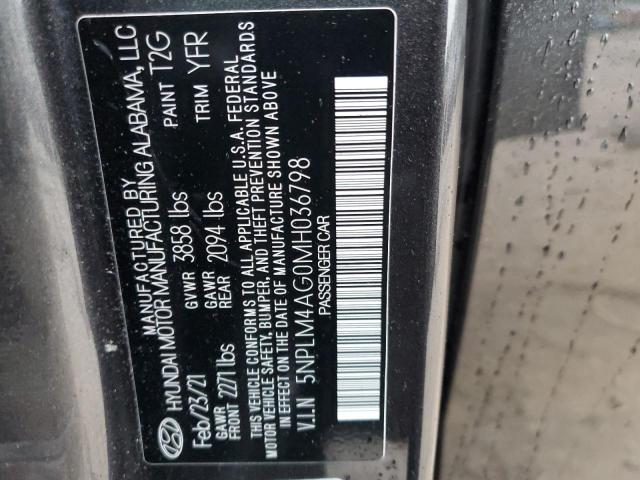 MANUFACTURED BY
HYUNDAI MOTOR MANUFACTURING ALABAMA, LLC
Feb/23/21 GVWR 3858 lbs PAINT T2G
GAWR FRONT 2271 lbs GAWR REAR 2094 lbs TRIM YFR
THIS VEHICLE CONFORMS TO ALL APPLICABLE U.S.A. FEDERAL
MOTOR VEHICLE SAFETY, BUMPER, AND THEFT PREVENTION STANDARDS
IN EFFECT ON THE DATE OF MANUFACTURE SHOWN ABOVE
V.I.N 5NPLM4AG0MH036798
PASSENGER CAR